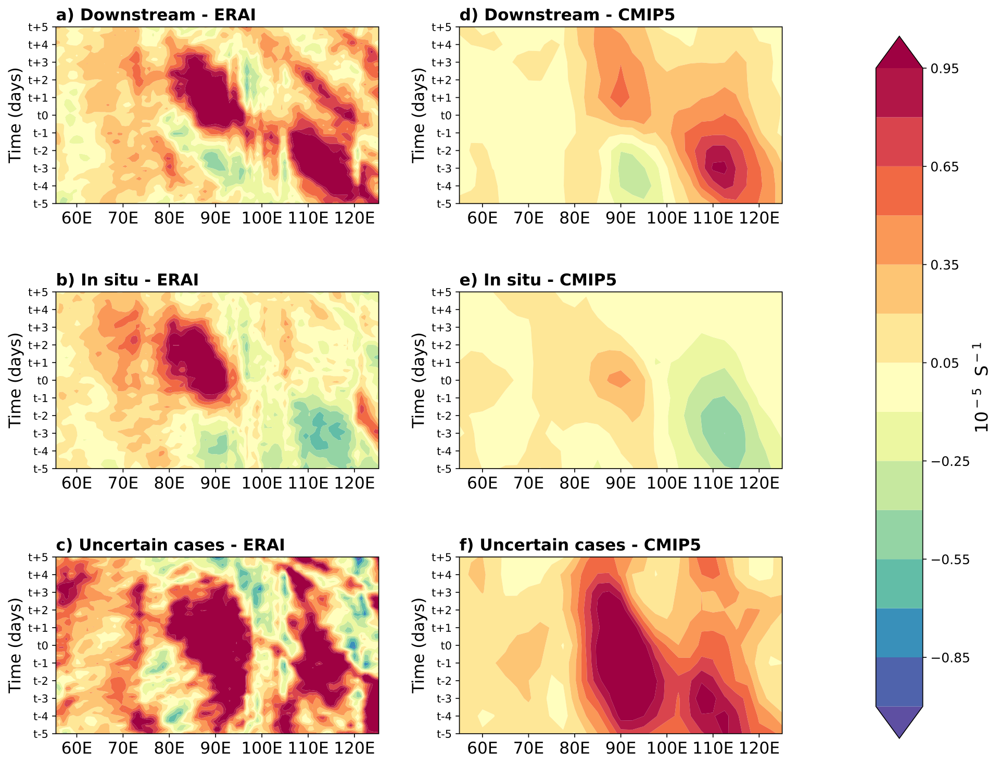 a) Downstream - ERAI
t+5
t+4
t+3
t+2
t+1
t0
t-1
t-2
t-3
t-4
t-5
Time (days)
60E 70E 80E 90E 100E 110E 120E
d) Downstream - CMIP5
t+5
t+4
t+3
t+2
t+1
t0
t-1
t-2
t-3
t-4
t-5
Time (days)
60E 70E 80E 90E 100E 110E 120E
b) In situ - ERAI
t+5
t+4
t+3
t+2
t+1
t0
t-1
t-2
t-3
t-4
t-5
Time (days)
60E 70E 80E 90E 100E 110E 120E
e) In situ - CMIP5
t+5
t+4
t+3
t+2
t+1
t0
t-1
t-2
t-3
t-4
t-5
Time (days)
60E 70E 80E 90E 100E 110E 120E
c) Uncertain cases - ERAI
t+5
t+4
t+3
t+2
t+1
t0
t-1
t-2
t-3
t-4
t-5
Time (days)
60E 70E 80E 90E 100E 110E 120E
f) Uncertain cases - CMIP5
t+5
t+4
t+3
t+2
t+1
t0
t-1
t-2
t-3
t-4
t-5
Time (days)
60E 70E 80E 90E 100E 110E 120E
0.95
0.65
0.35
0.05
−0.25
−0.55
−0.85
10⁻⁵ S⁻¹